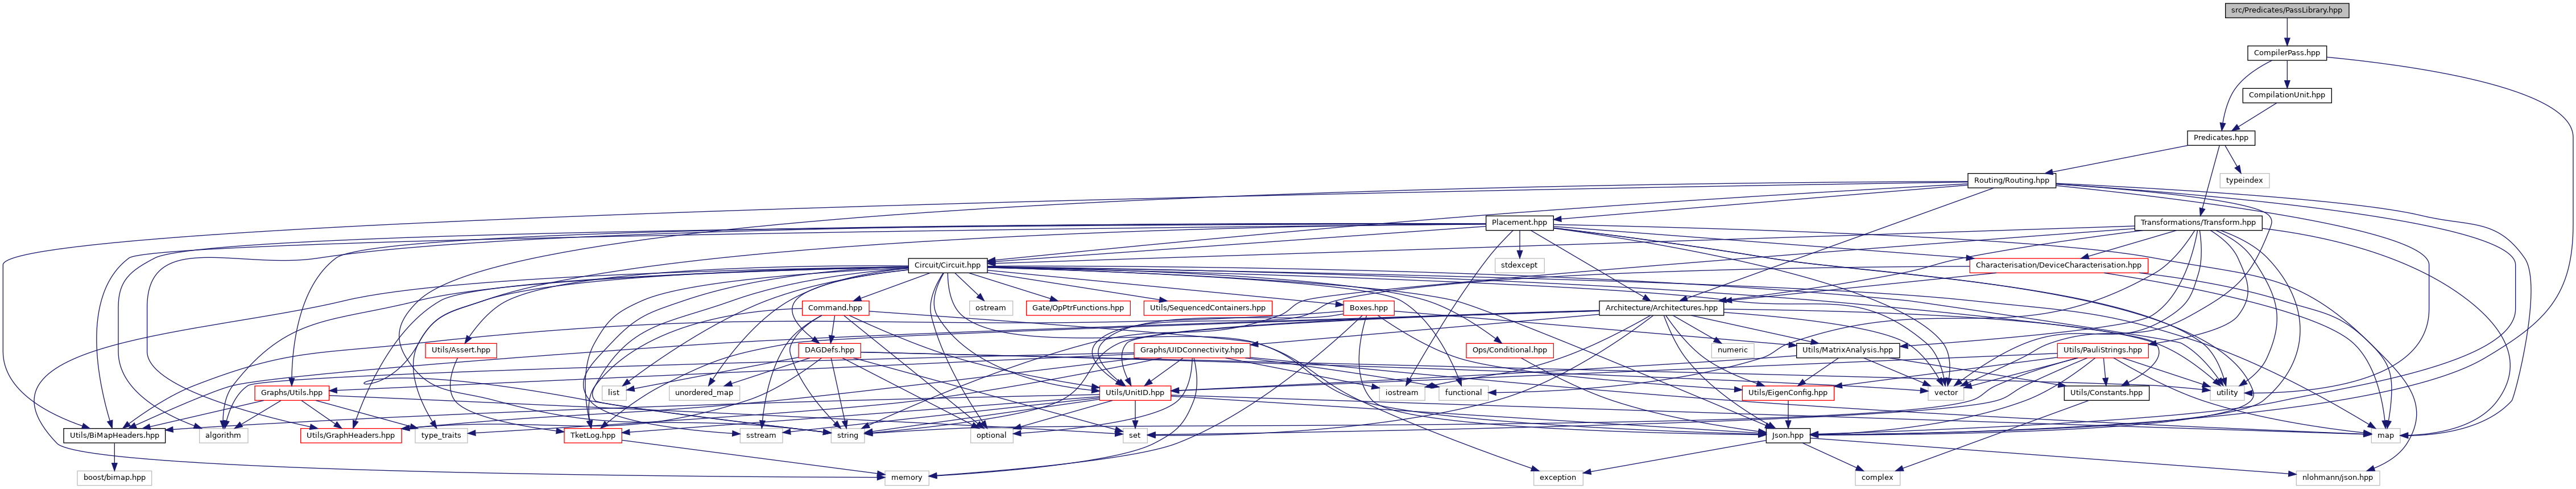 src/Predicates/PassLibrary.hpp
CompilerPass.hpp
CompilationUnit.hpp
Predicates.hpp
Routing/Routing.hpp
typeindex
Placement.hpp
Transformations/Transform.hpp
Circuit/Circuit.hpp
stdexcept
Characterisation/DeviceCharacterisation.hpp
Command.hpp
ostream
Gate/OpPtrFunctions.hpp
Utils/SequencedContainers.hpp
Boxes.hpp
Architecture/Architectures.hpp
Utils/Assert.hpp
DAGDefs.hpp
Graphs/UIDConnectivity.hpp
Ops/Conditional.hpp
numeric
Utils/MatrixAnalysis.hpp
Utils/PauliStrings.hpp
Graphs/Utils.hpp
list
unordered_map
Utils/UnitID.hpp
iostream
functional
Utils/EigenConfig.hpp
vector
Utils/Constants.hpp
utility
Utils/BiMapHeaders.hpp
algorithm
Utils/GraphHeaders.hpp
type_traits
TketLog.hpp
sstream
string
optional
set
Json.hpp
map
boost/bimap.hpp
memory
exception
complex
nlohmann/json.hpp